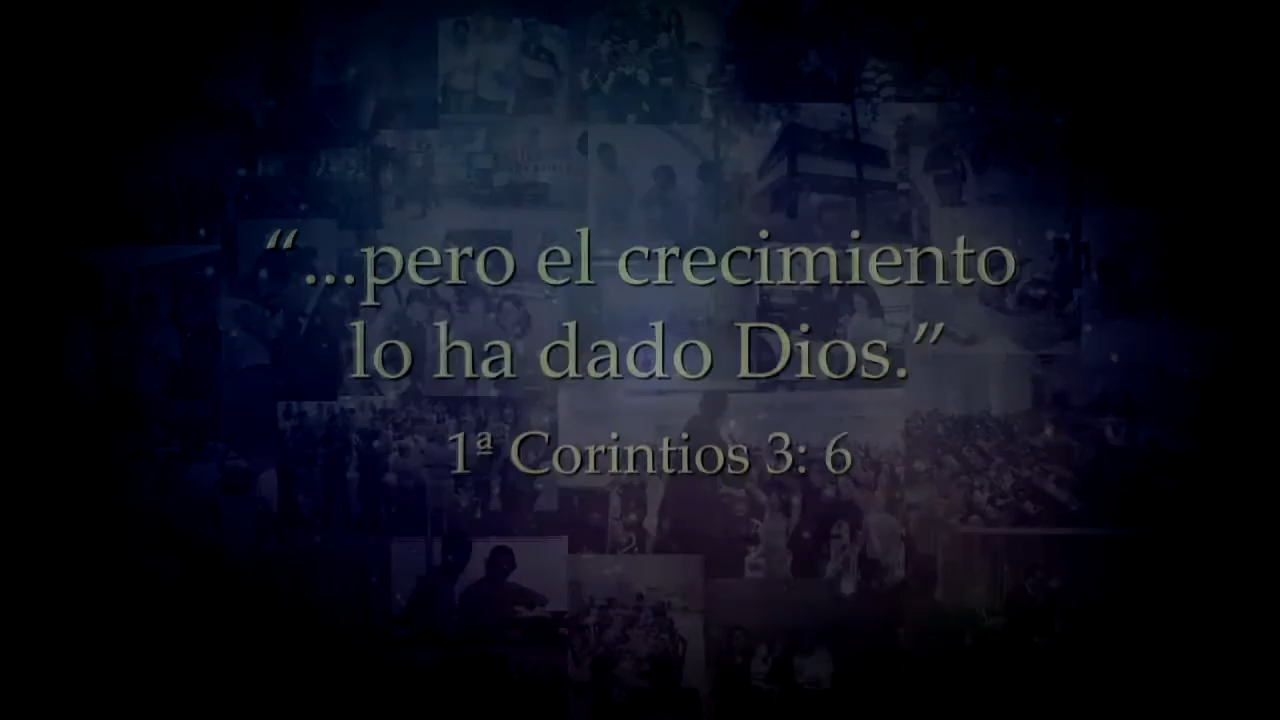 “...pero el crecimiento
lo ha dado Dios.”
1ª Corintios 3: 6